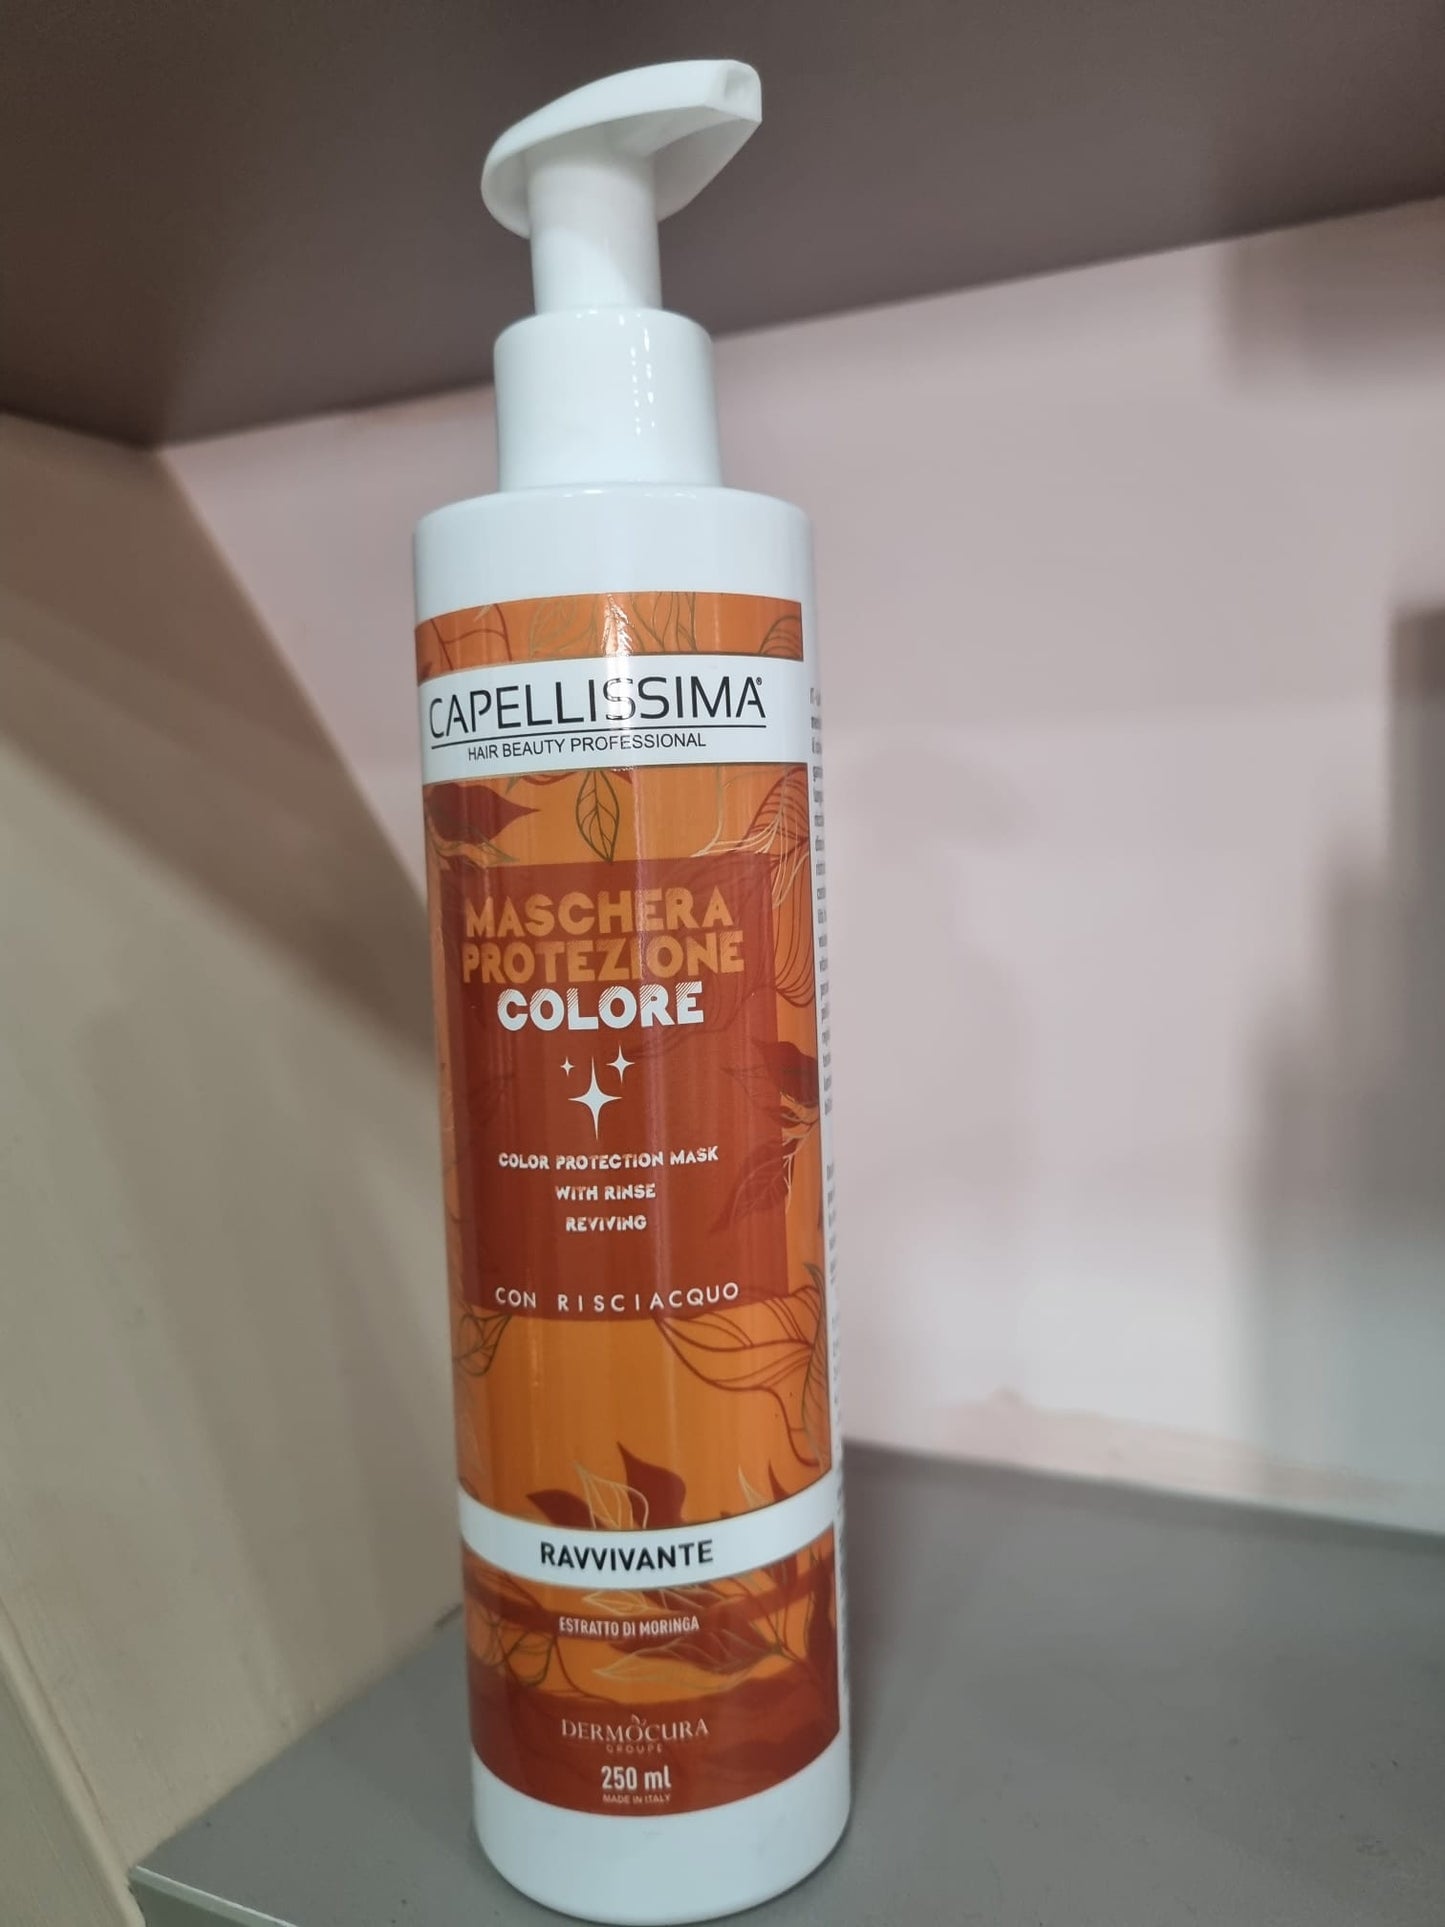 CAPELLISSIMA®
HAIR BEAUTY PROFESSIONAL
MASCHERA
PROTEZIONE
COLORE
COLOR PROTECTION MASK
WITH RINSE
REVIVING
CON RISCIACQUO
RAVVIVANTE
ESTRATTO DI MORINGA
DERMOCURA
GROUPE
250 ml
MADE IN ITALY